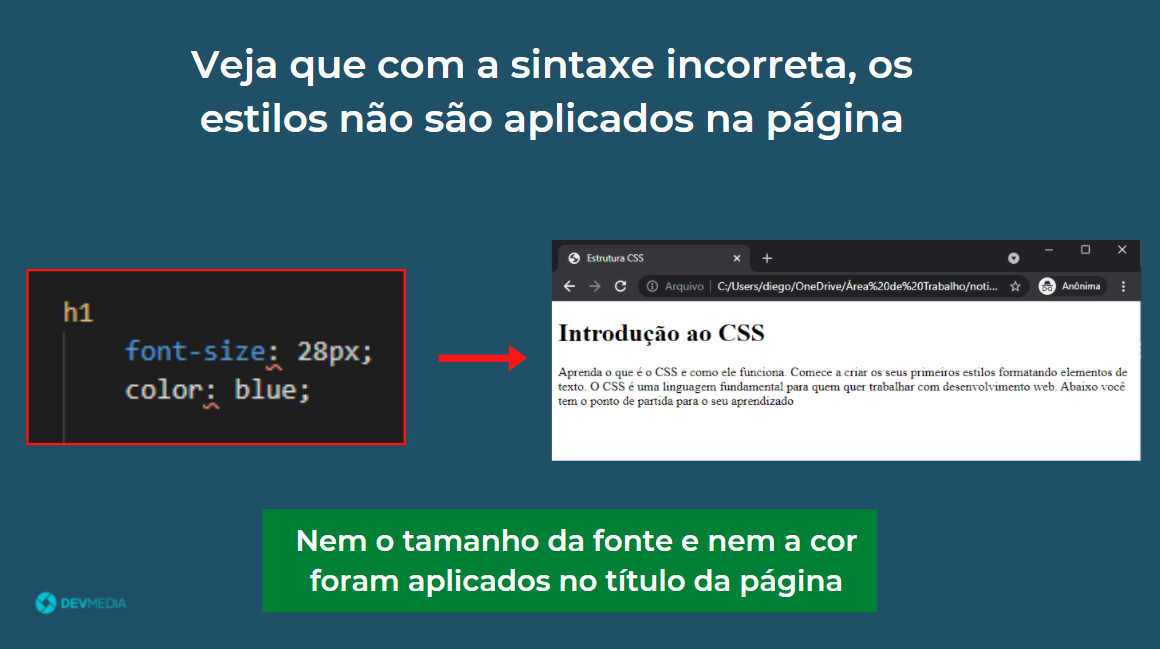 Veja que com a sintaxe incorreta, os
estilos não são aplicados na página
h1
font-size: 28px;
color: blue;
Estrutura CSS
Arquivo C:/Users/diego/OneDrive/Área%20de%20Trabalho/noti... Anônima
Introdução ao CSS
Aprenda o que é o CSS e como ele funciona. Comece a criar os seus primeiros estilos formatando elementos de
texto. O CSS é uma linguagem fundamental para quem quer trabalhar com desenvolvimento web. Abaixo você
tem o ponto de partida para o seu aprendizado
Nem o tamanho da fonte e nem a cor
foram aplicados no título da página
DEVMEDIA